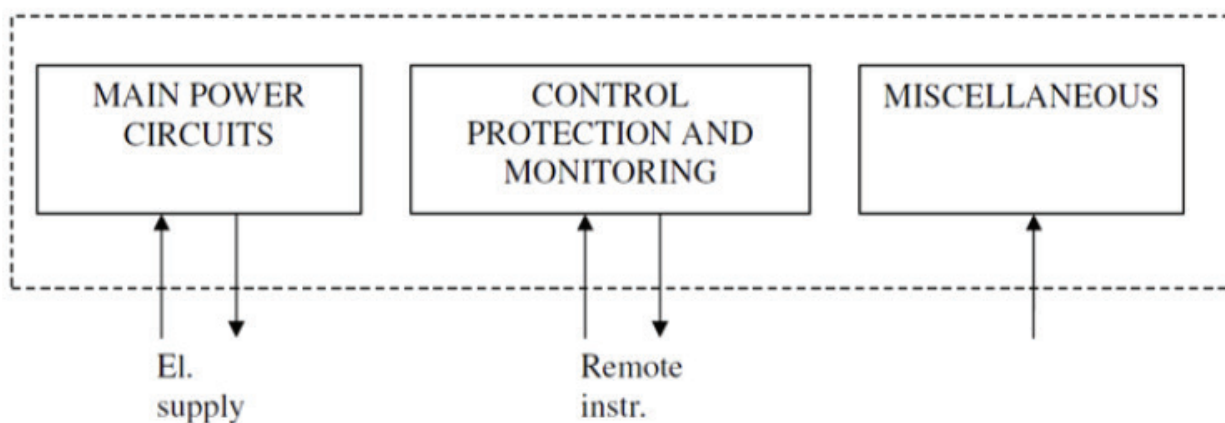 MAIN POWER
CIRCUITS
CONTROL
PROTECTION AND
MONITORING
MISCELLANEOUS
El.
supply
Remote
instr.